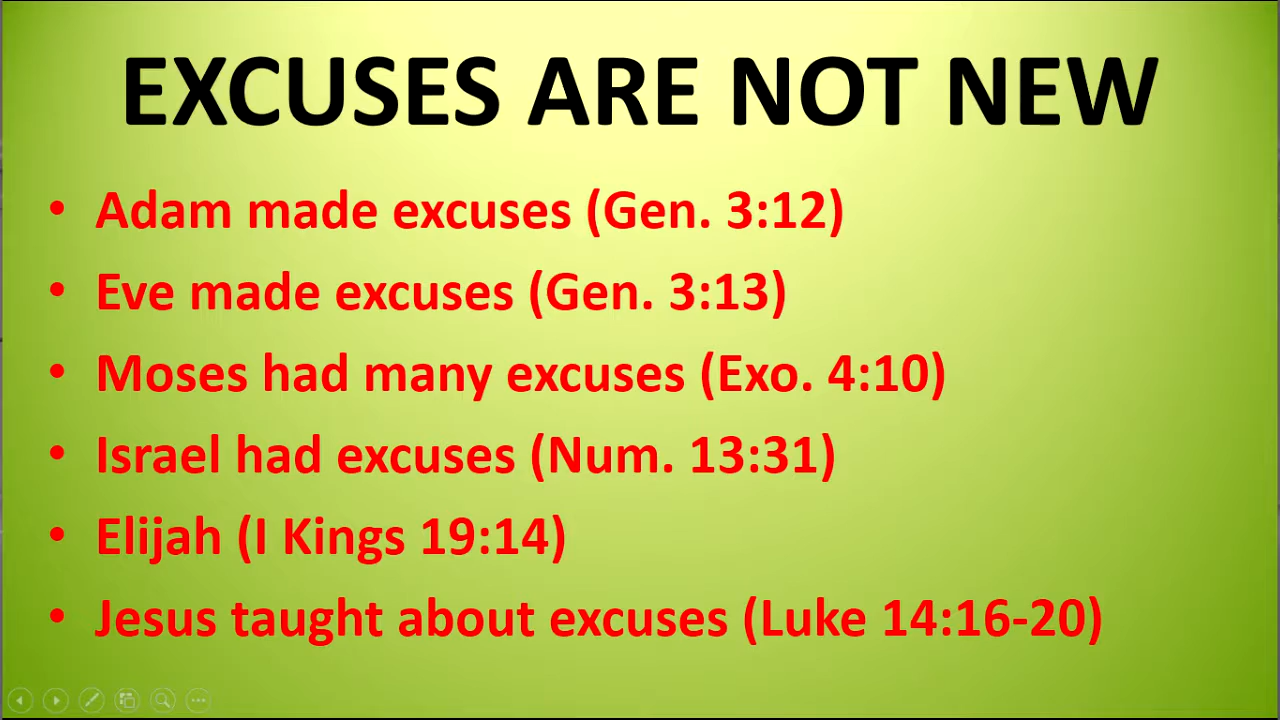 EXCUSES ARE NOT NEW
• Adam made excuses (Gen. 3:12)
• Eve made excuses (Gen. 3:13)
• Moses had many excuses (Exo. 4:10)
• Israel had excuses (Num. 13:31)
• Elijah (I Kings 19:14)
• Jesus taught about excuses (Luke 14:16-20)